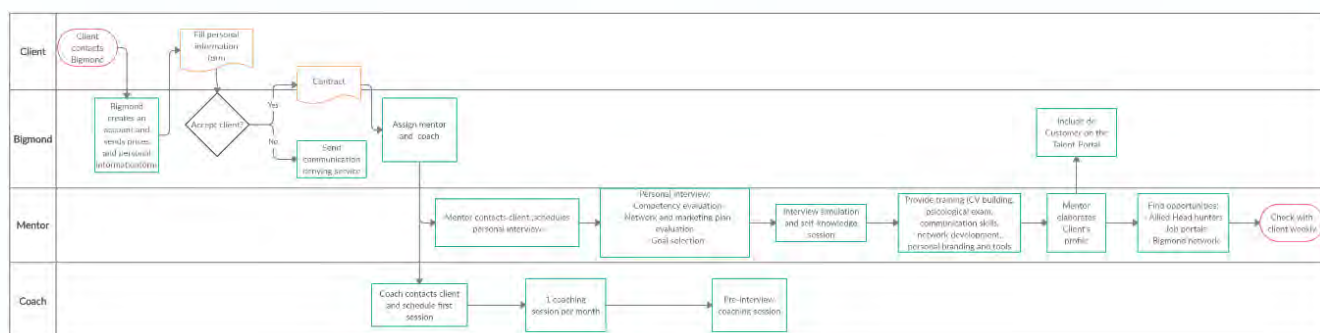 Client
Client
contacts
Bigmond
Fill personal
information
form
Contract
Bigmond
Bigmond
creates an
account and
sends prices
and personal
information
Accept client?
Yes
No
Send
communication
denying service
Assign mentor
and coach
Include de
Customer on the
Talent Portal
Mentor
Mentor contacts client, schedules
personal interview
Personal interview:
Competency evaluation
Network and marketing plan
evaluation
Goal selection
Interview simulation
and self-knowledge
session
Provide training (CV building,
psicological exam,
communication skills,
network development,
personal branding and tools
Mentor
elaborates
Client's
profile
Find opportunities:
Allied Head hunters
Job portals
Bigmond network
Check with
client weekly
Coach
Coach contacts client
and schedule first
session
1 coaching
session per month
Pre-interview
coaching session